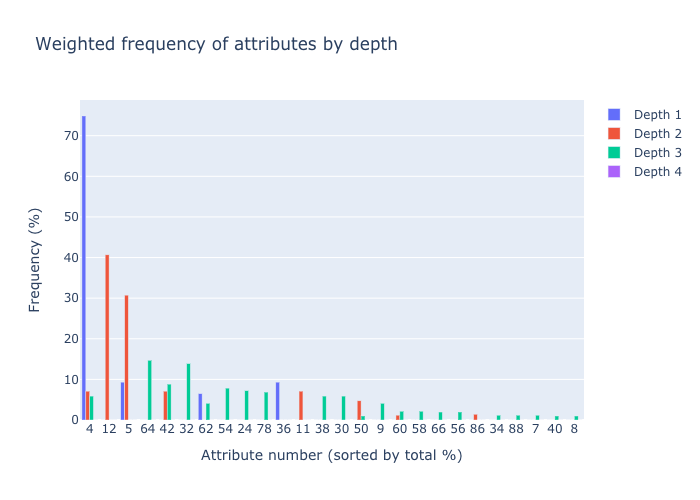 Weighted frequency of attributes by depth
Depth 1
Depth 2
Depth 3
Depth 4
Frequency (%)
70
60
50
40
30
20
10
0
4 12 5 64 42 32 62 54 24 78 36 11 38 30 50 9 60 58 66 56 86 34 88 7 40 8
Attribute number (sorted by total %)